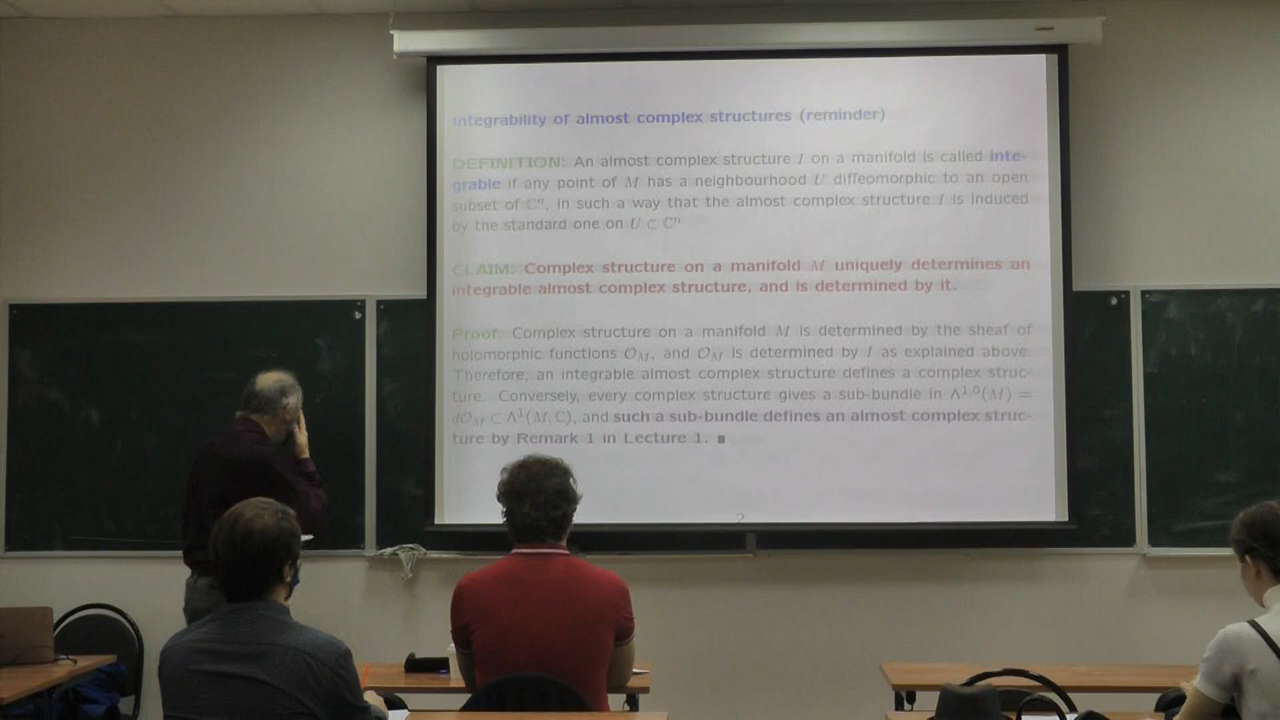 Integrability of almost complex structures (reminder)
DEFINITION: An almost complex structure I on a manifold is called inte-
grable if any point of M has a neighbourhood U diffeomorphic to an open
subset of ℂⁿ, in such a way that the almost complex structure I is induced
by the standard one on U ⊂ ℂⁿ
CLAIM: Complex structure on a manifold M uniquely determines an
integrable almost complex structure, and is determined by it.
Proof: Complex structure on a manifold M is determined by the sheaf of
holomorphic functions 𝒪_M, and 𝒪_M is determined by I as explained above.
Therefore, an integrable almost complex structure defines a complex struc-
ture. Conversely, every complex structure gives a sub-bundle in Λ^{1,0}(M) =
d𝒪_M ⊂ Λ¹(M, ℂ), and such a sub-bundle defines an almost complex struc-
ture by Remark 1 in Lecture 1. ■
2